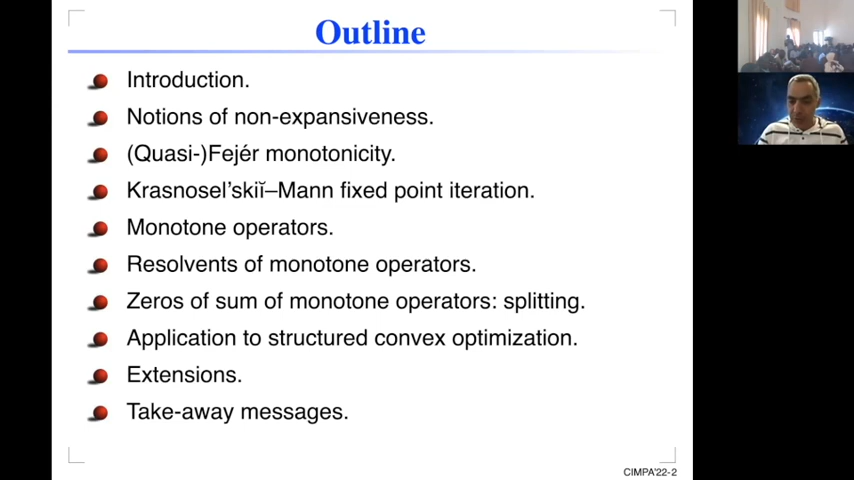 Outline
Introduction.
Notions of non-expansiveness.
(Quasi-)Fejér monotonicity.
Krasnosel'skiĭ–Mann fixed point iteration.
Monotone operators.
Resolvents of monotone operators.
Zeros of sum of monotone operators: splitting.
Application to structured convex optimization.
Extensions.
Take-away messages.
CIMPA'22-2